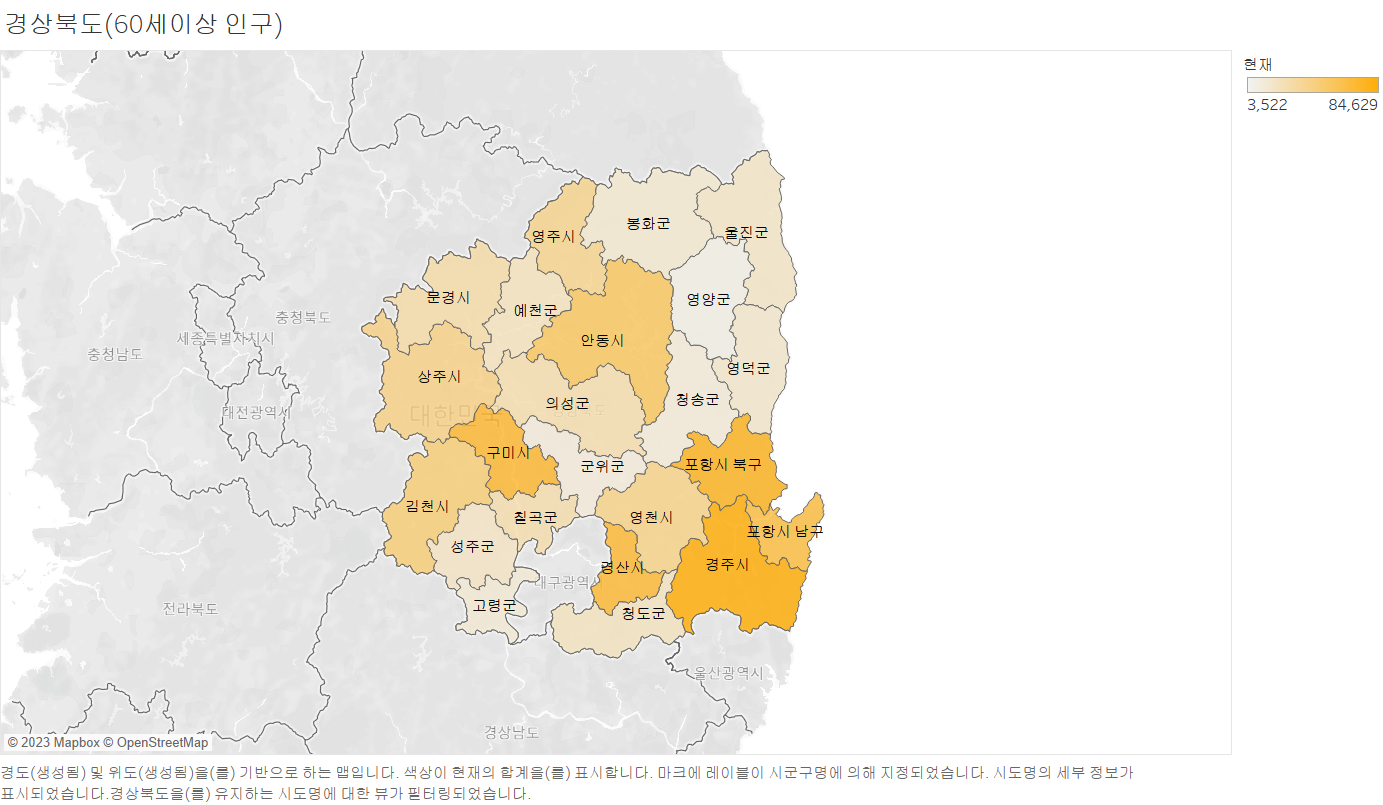 경상북도(60세이상 인구)
현재
3,522 84,629
봉화군
울진군
영주시
문경시
예천군
영양군
충청북도
세종특별자치시
충청남도
안동시
영덕군
상주시
청송군
의성군
대전광역시
대한민국
구미시
포항시 북구
군위군
김천시
칠곡군
영천시
포항시 남구
성주군
경주시
경산시
대구광역시
고령군
청도군
전라북도
울산광역시
경상남도
© 2023 Mapbox © OpenStreetMap
경도(생성됨) 및 위도(생성됨)을(를) 기반으로 하는 맵입니다. 색상이 현재의 합계을(를) 표시합니다. 마크에 레이블이 시군구명에 의해 지정되었습니다. 시도명의 세부 정보가
표시되었습니다.경상북도을(를) 유지하는 시도명에 대한 뷰가 필터링되었습니다.